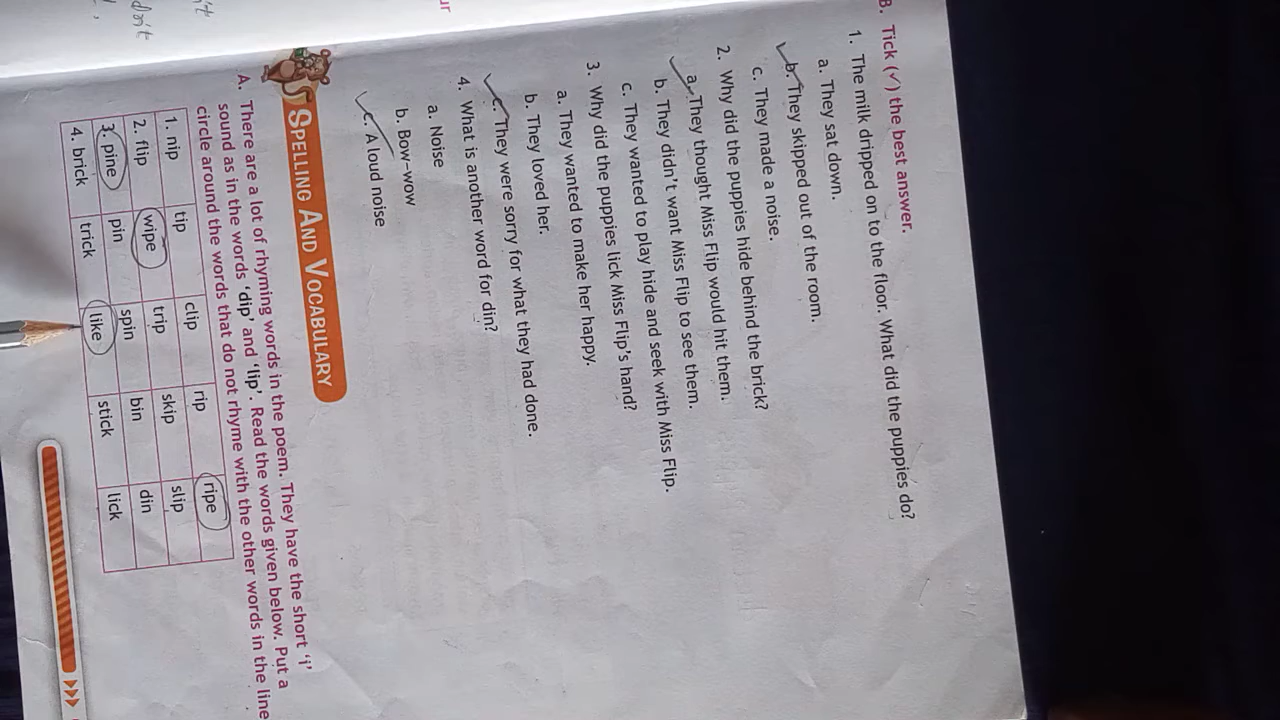 B. Tick (✓) the best answer.
1. The milk dripped on to the floor. What did the puppies do?
a. They sat down.
b. They skipped out of the room.
c. They made a noise.
2. Why did the puppies hide behind the brick?
a. They thought Miss Flip would hit them.
b. They didn't want Miss Flip to see them.
c. They wanted to play hide and seek with Miss Flip.
3. Why did the puppies lick Miss Flip's hand?
a. They wanted to make her happy.
b. They loved her.
c. They were sorry for what they had done.
4. What is another word for din?
a. Noise
b. Bow-wow
c. A loud noise
SPELLING AND VOCABULARY
A. There are a lot of rhyming words in the poem. They have the short 'i'
sound as in the words 'dip' and 'lip'. Read the words given below. Put a
circle around the words that do not rhyme with the other words in the line
1. nip tip clip rip ripe
2. flip wipe trip skip slip
3. pine pin spin bin din
4. brick trick like stick lick